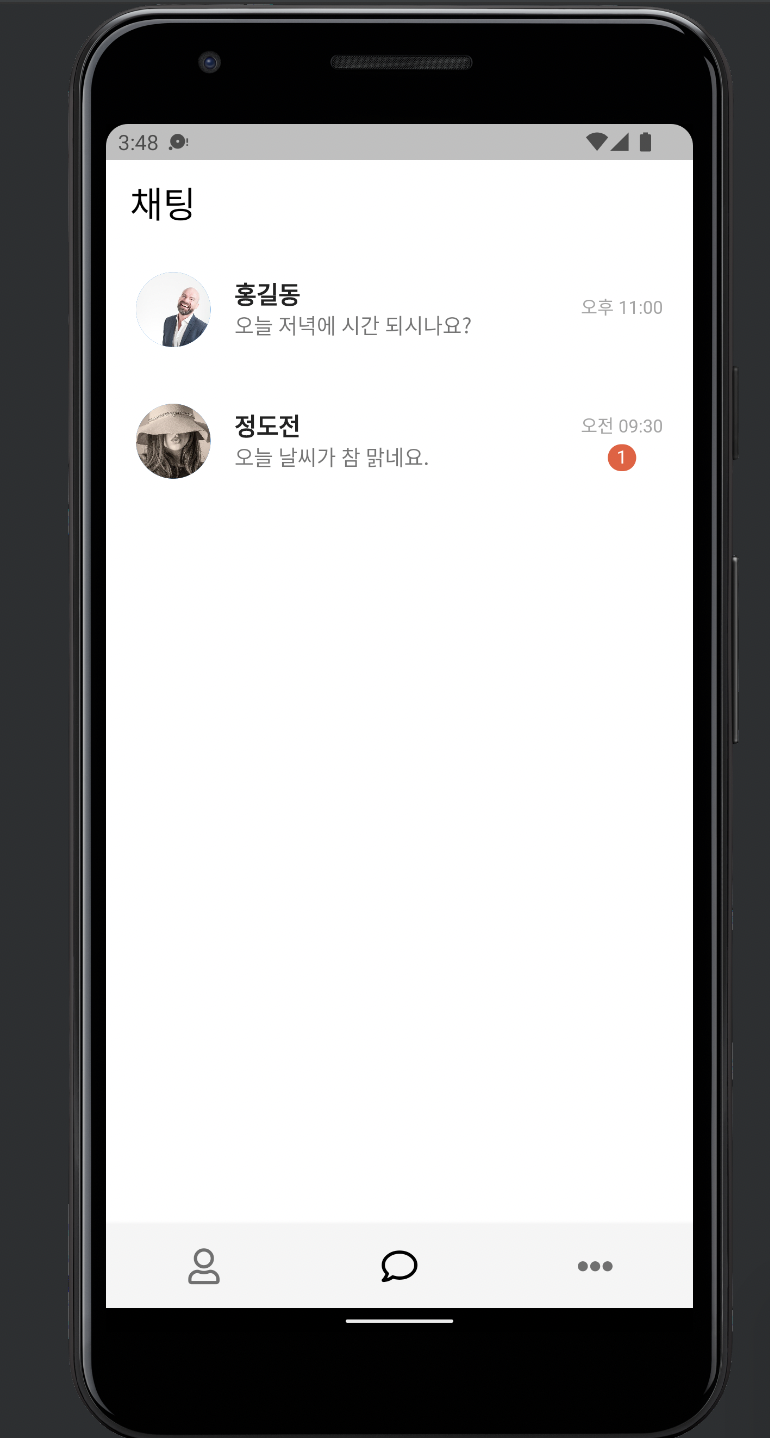 3:48
채팅
홍길동
오늘 저녁에 시간 되시나요?
오후 11:00
정도전
오늘 날씨가 참 맑네요.
오전 09:30
1